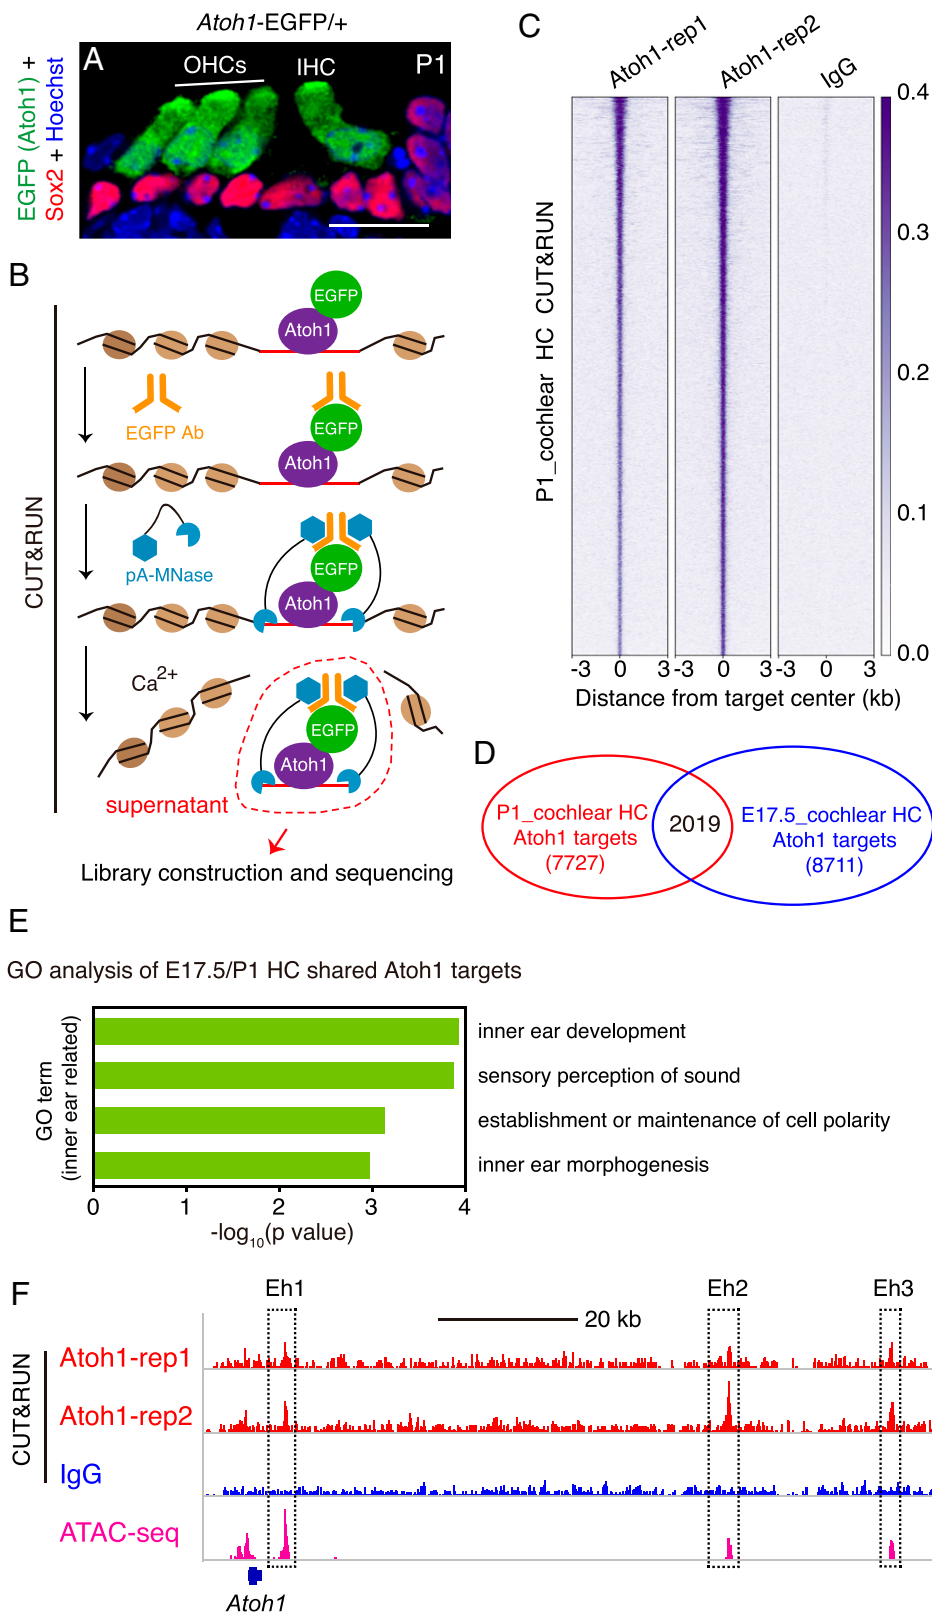 Atoh1-EGFP/+
EGFP (Atoh1) +
Sox2 + Hoechst
A
OHCs
IHC
P1
B
CUT&RUN
EGFP
Atoh1
EGFP Ab
EGFP
Atoh1
pA-MNase
EGFP
Atoh1
Ca2+
EGFP
Atoh1
supernatant
Library construction and sequencing
C
Atoh1-rep1
Atoh1-rep2
IgG
P1_cochlear HC CUT&RUN
0.4
0.3
0.2
0.1
0.0
-3 0 3 -3 0 3 -3 0 3
Distance from target center (kb)
D
P1_cochlear HC
Atoh1 targets
(7727)
2019
E17.5_cochlear HC
Atoh1 targets
(8711)
E
GO analysis of E17.5/P1 HC shared Atoh1 targets
GO term
(inner ear related)
inner ear development
sensory perception of sound
establishment or maintenance of cell polarity
inner ear morphogenesis
0 1 2 3 4
-log10(p value)
F
Eh1
Eh2
Eh3
20 kb
CUT&RUN
Atoh1-rep1
Atoh1-rep2
IgG
ATAC-seq
Atoh1